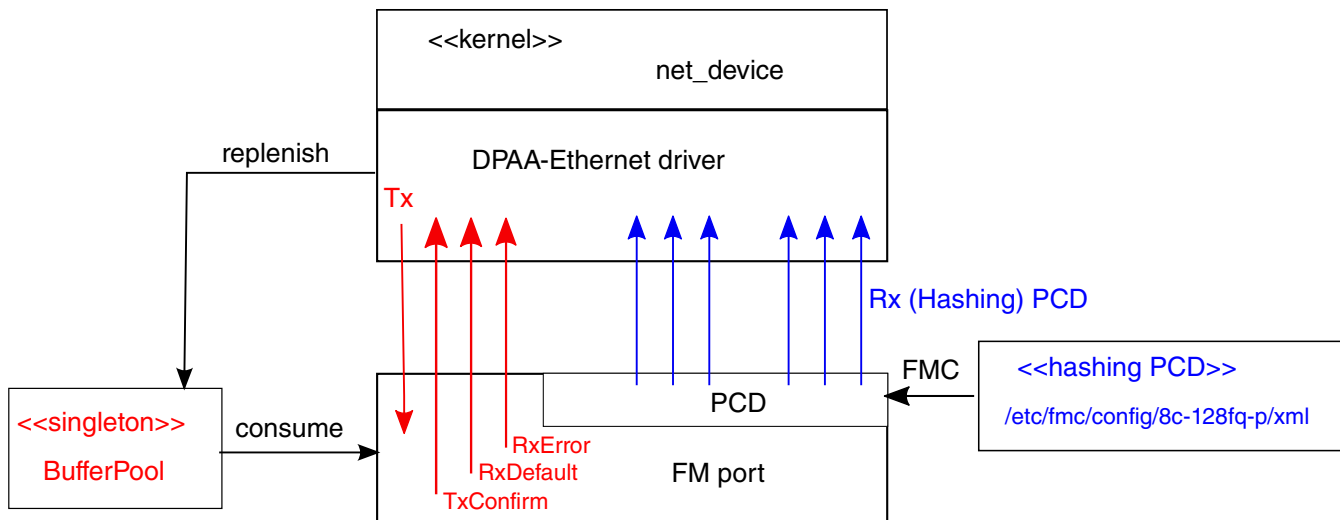 <<kernel>>
net_device
replenish
DPAA-Ethernet driver
Tx
Rx (Hashing) PCD
FMC
<<hashing PCD>>
/etc/fmc/config/8c-128fq-p/xml
PCD
<<singleton>>
BufferPool
consume
RxError
RxDefault
TxConfirm
FM port